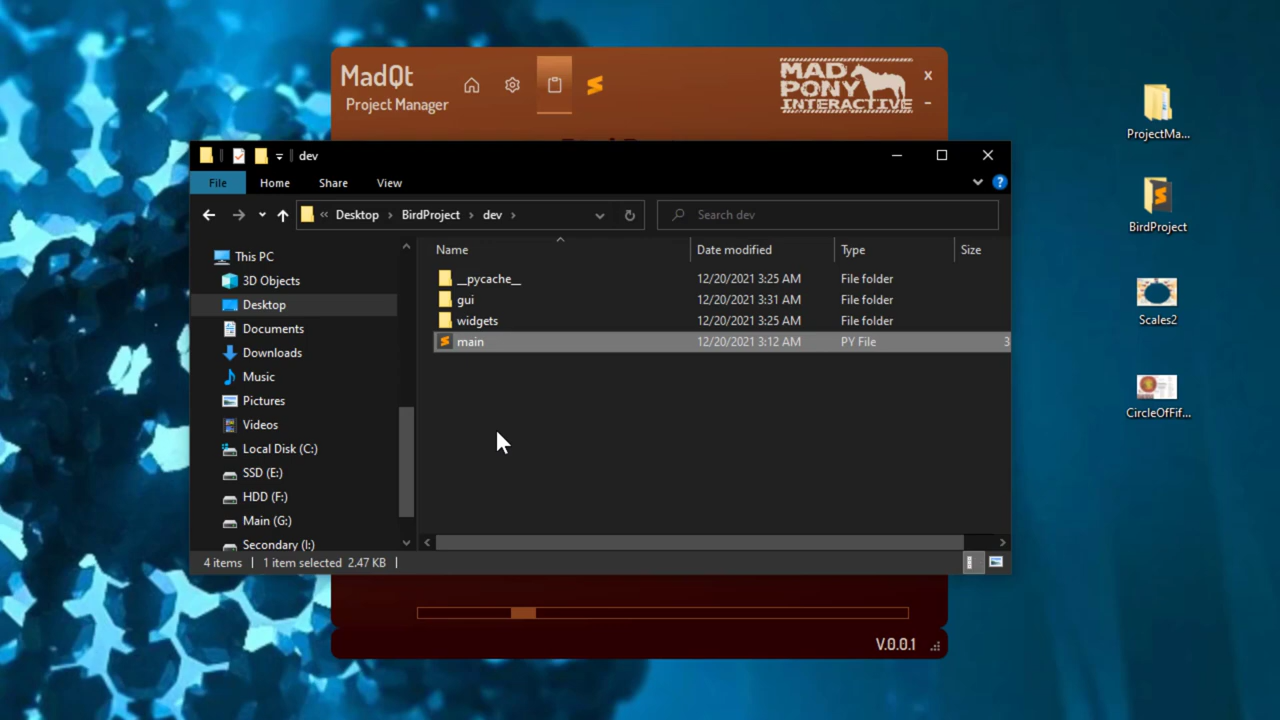 MadQt
Project Manager
MAD
PONY
INTERACTIVE
x
-
dev
File Home Share View
« Desktop > BirdProject > dev >
Search dev
This PC
3D Objects
Desktop
Documents
Downloads
Music
Pictures
Videos
Local Disk (C:)
SSD (E:)
HDD (F:)
Main (G:)
Secondary (I:)
Name Date modified Type Size
__pycache__ 12/20/2021 3:25 AM File folder
gui 12/20/2021 3:31 AM File folder
widgets 12/20/2021 3:25 AM File folder
main 12/20/2021 3:12 AM PY File 3
4 items | 1 item selected 2.47 KB |
V.0.0.1
ProjectMa...
BirdProject
Scales2
CircleOfFif...